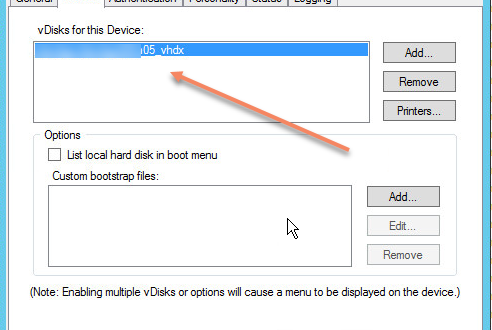 General Authentication Personality Status Logging
vDisks for this Device:
05_vhdx
Add...
Remove
Printers...
Options
List local hard disk in boot menu
Custom bootstrap files:
Add...
Edit...
Remove
(Note: Enabling multiple vDisks or options will cause a menu to be displayed on the device.)